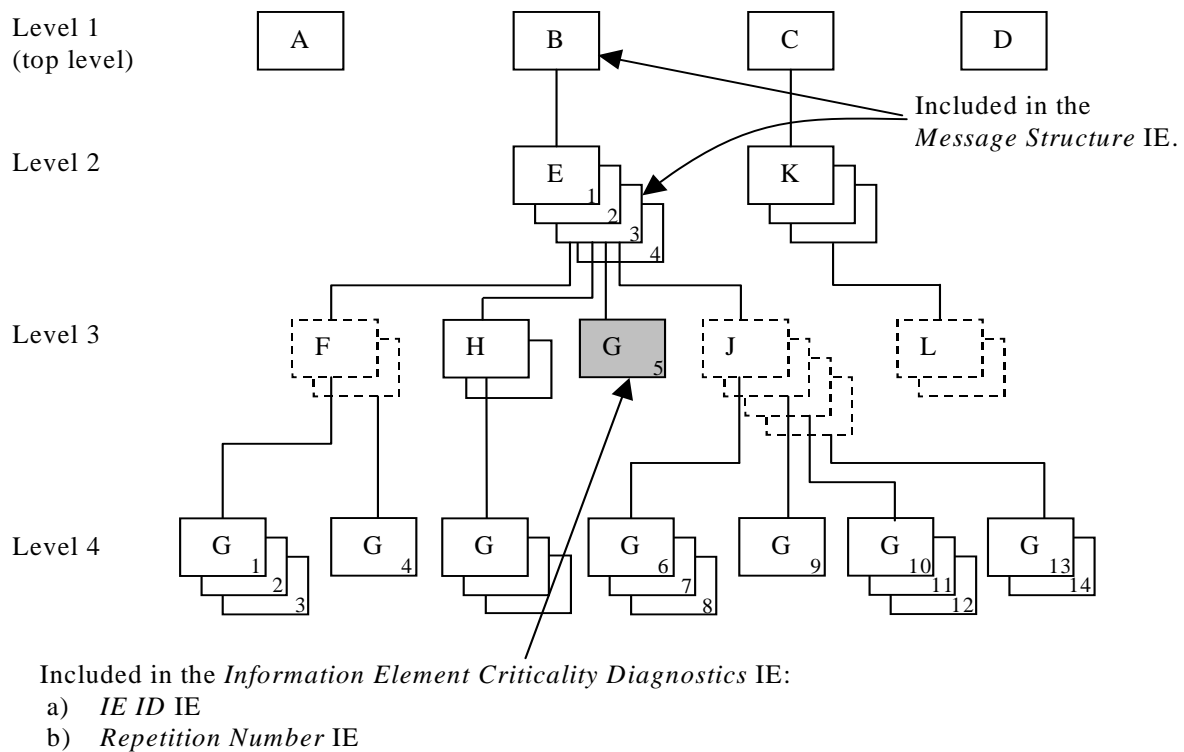 Level 1
(top level)
A
B
C
D
Included in the
Message Structure IE.
Level 2
E
1
2
3
4
K
Level 3
F
H
G
5
J
L
Level 4
G
1
2
3
G
4
G
G
6
7
8
G
9
G
10
11
12
G
13
14
Included in the Information Element Criticality Diagnostics IE:
a) IE ID IE
b) Repetition Number IE